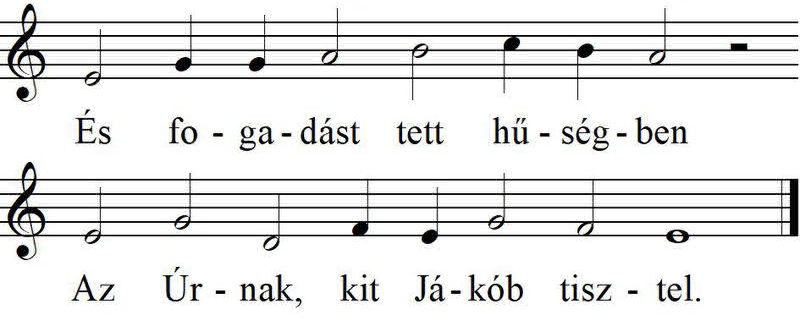 És fo - ga - dást tett hű - ség - ben
Az Úr - nak, kit Já - kób tisz - tel.